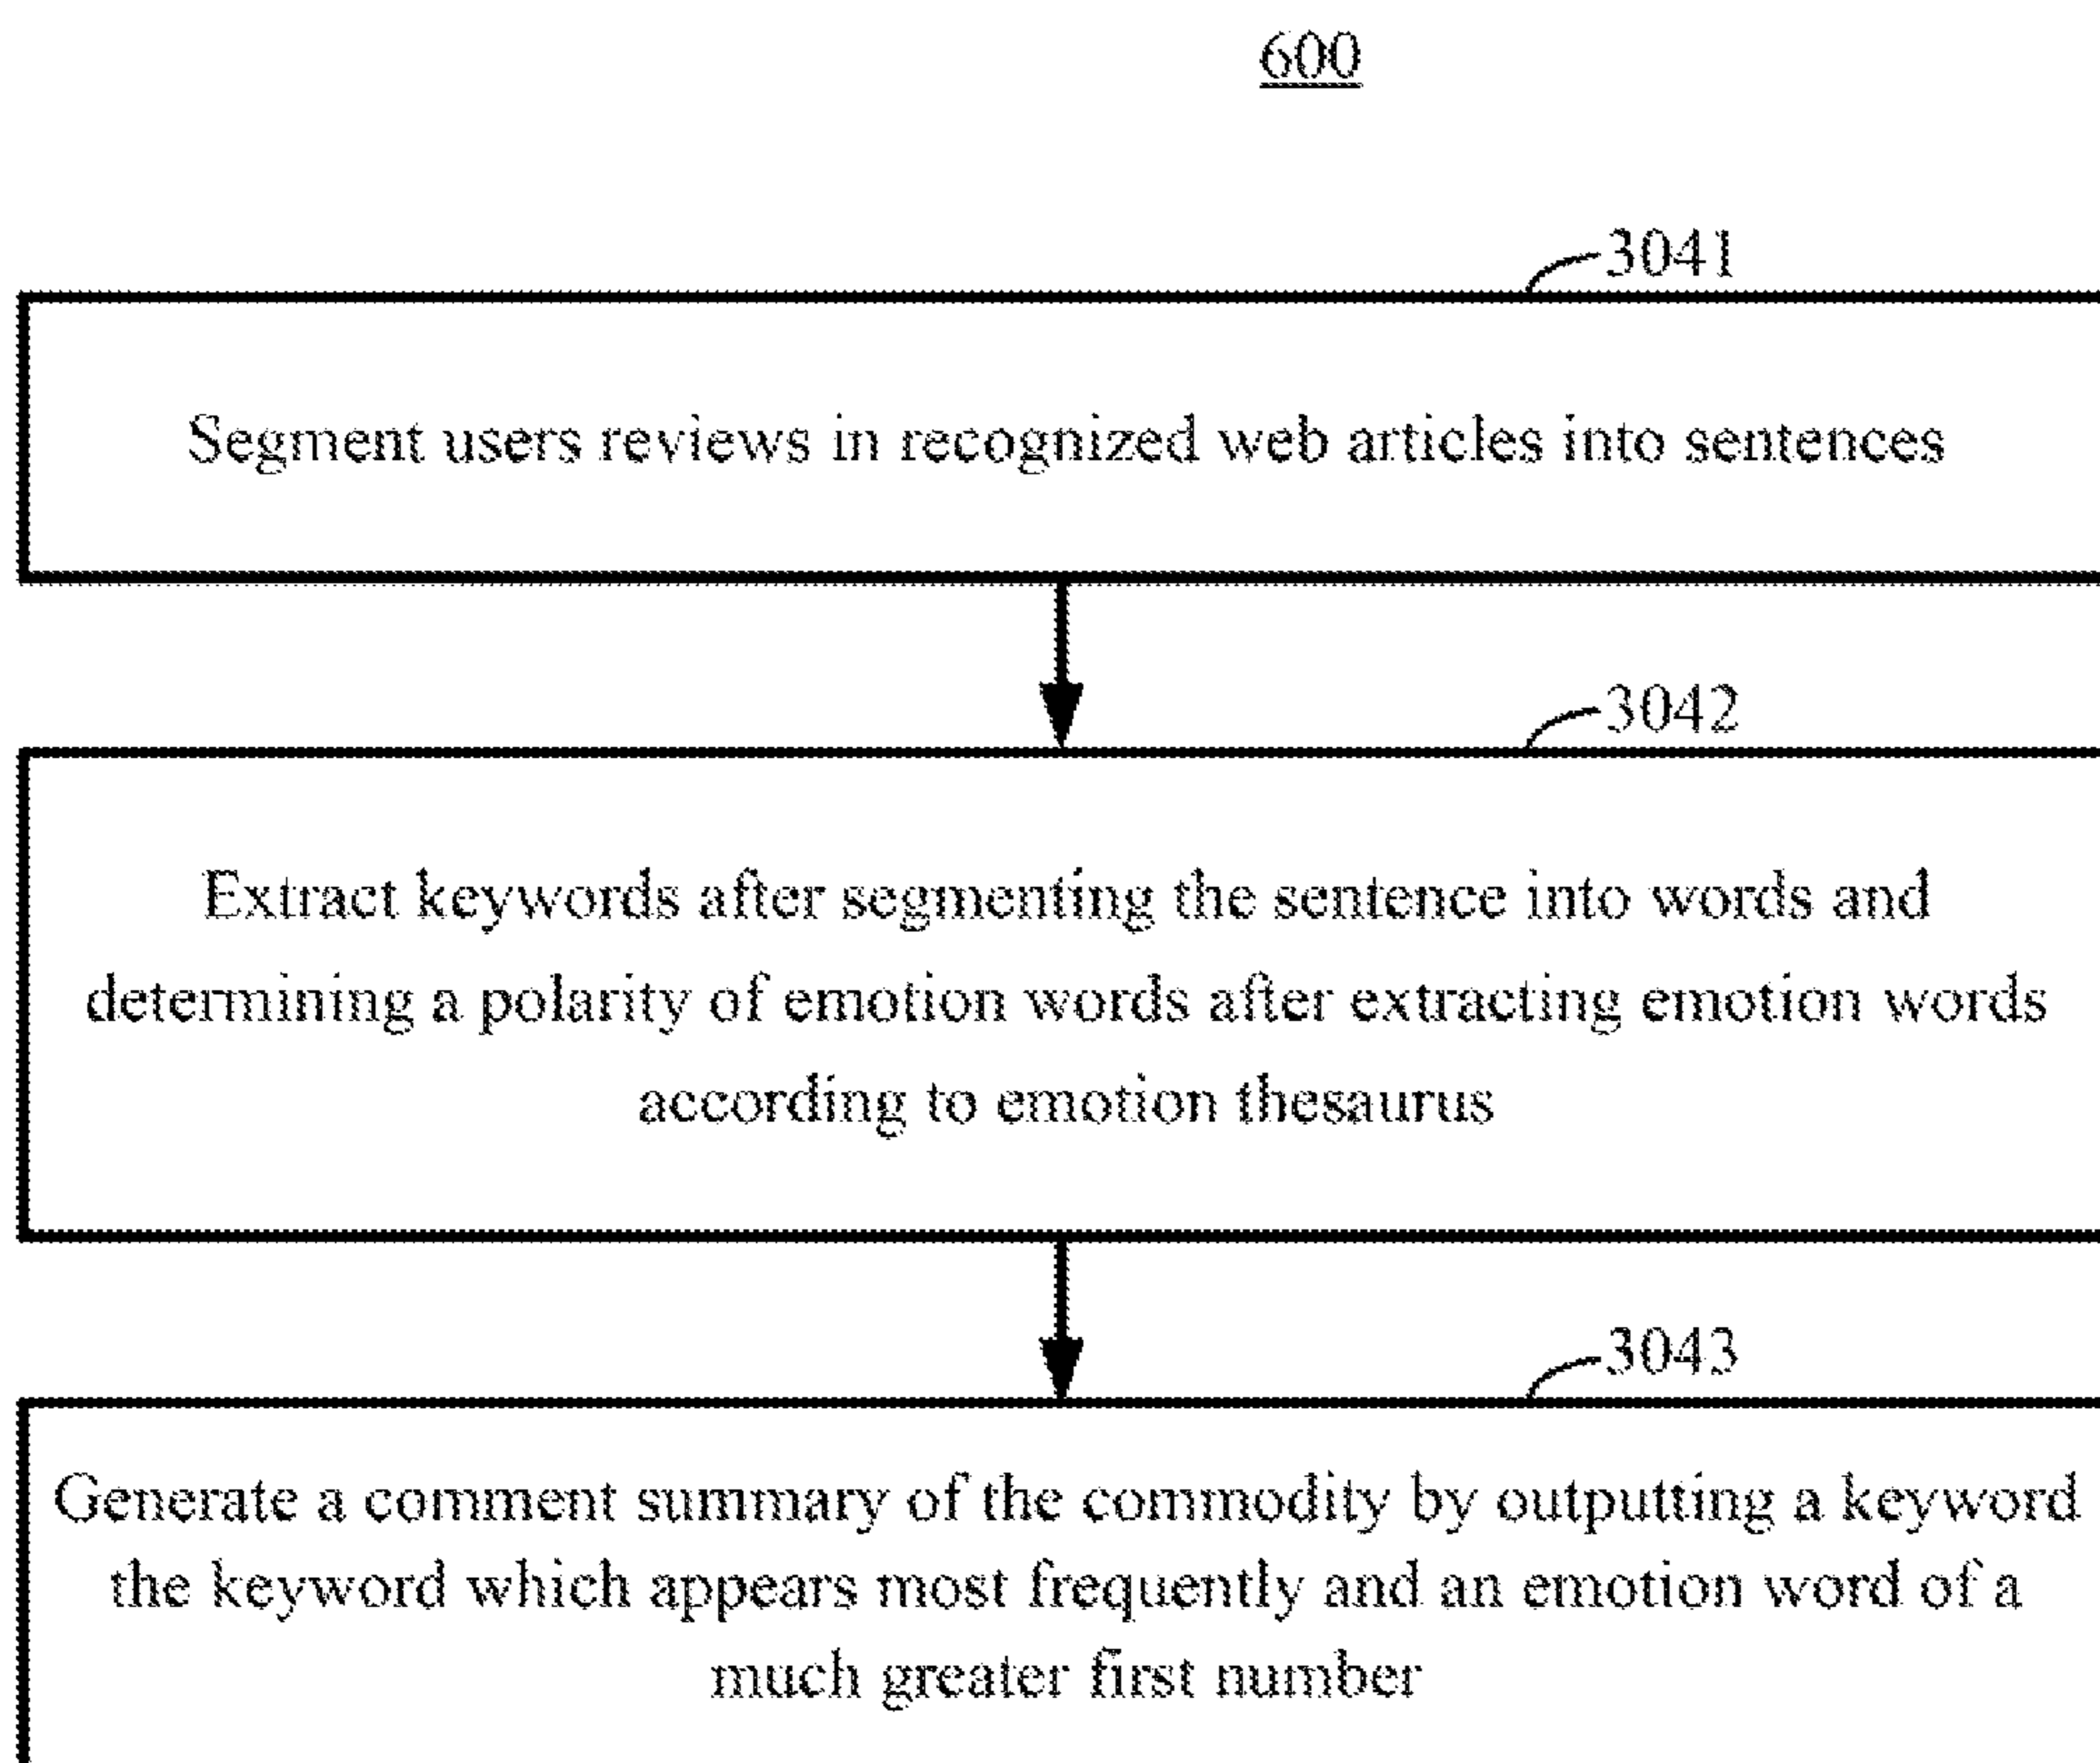 600
3041
Segment users reviews in recognized web articles into sentences
3042
Extract keywords after segmenting the sentence into words and
determining a polarity of emotion words after extracting emotion words
according to emotion thesaurus
3043
Generate a comment summary of the commodity by outputting a keyword
the keyword which appears most frequently and an emotion word of a
much greater first number